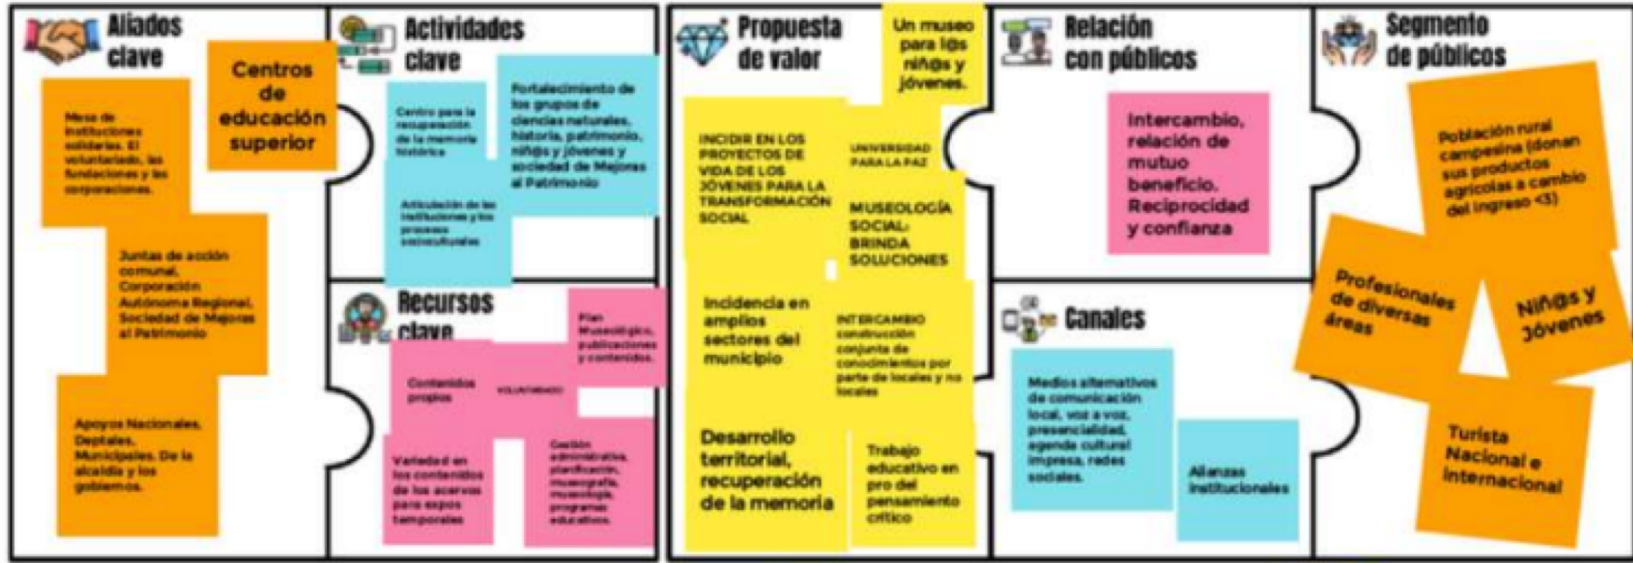 Aliados
clave
Centros
de
educación
superior
Mesa de
instituciones
solidarias. El
voluntariado, las
fundaciones y las
corporaciones.
Juntas de acción
comunal,
Corporación
Autónoma Regional,
Sociedad de Mejoras
al Patrimonio
Apoyos Nacionales,
Deptales,
Municipales. De la
alcaldía y los
gobiernos.
Actividades
clave
Centro para la
recuperación
de la memoria
histórica
Fortalecimiento de
los grupos de
ciencias naturales,
historia, patrimonio,
niñ@s y jóvenes y
sociedad de Mejoras
al Patrimonio
Articulación de las
instituciones y los
procesos
socioculturales
Recursos
clave
Plan
Museológico,
publicaciones
y contenidos.
Contenidos
propios
VOLUNTARIADO
Variedad en
los contenidos
de los acervos
para expos
temporales
Gestión
administrativa,
planificación,
museografía,
museología,
programas
educativos.
Propuesta
de valor
Un museo
para l@s
niñ@s y
jóvenes.
INCIDIR EN LOS
PROYECTOS DE
VIDA DE LOS
JÓVENES PARA LA
TRANSFORMACIÓN
SOCIAL
UNIVERSIDAD
PARA LA PAZ
MUSEOLOGÍA
SOCIAL:
BRINDA
SOLUCIONES
Incidencia en
amplios
sectores del
municipio
INTERCAMBIO
construcción
conjunta de
conocimientos por
parte de locales y no
locales
Desarrollo
territorial,
recuperación
de la memoria
Trabajo
educativo en
pro del
pensamiento
crítico
Relación
con públicos
Intercambio,
relación de
mutuo
beneficio.
Reciprocidad
y confianza
Canales
Medios alternativos
de comunicación
local, voz a voz,
presencialidad,
agenda cultural
impresa, redes
sociales.
Alianzas
institucionales
Segmento
de públicos
Población rural
campesina (donan
sus productos
agrícolas a cambio
del ingreso <3)
Profesionales
de diversas
áreas
Niñ@s y
Jóvenes
Turista
Nacional e
internacional